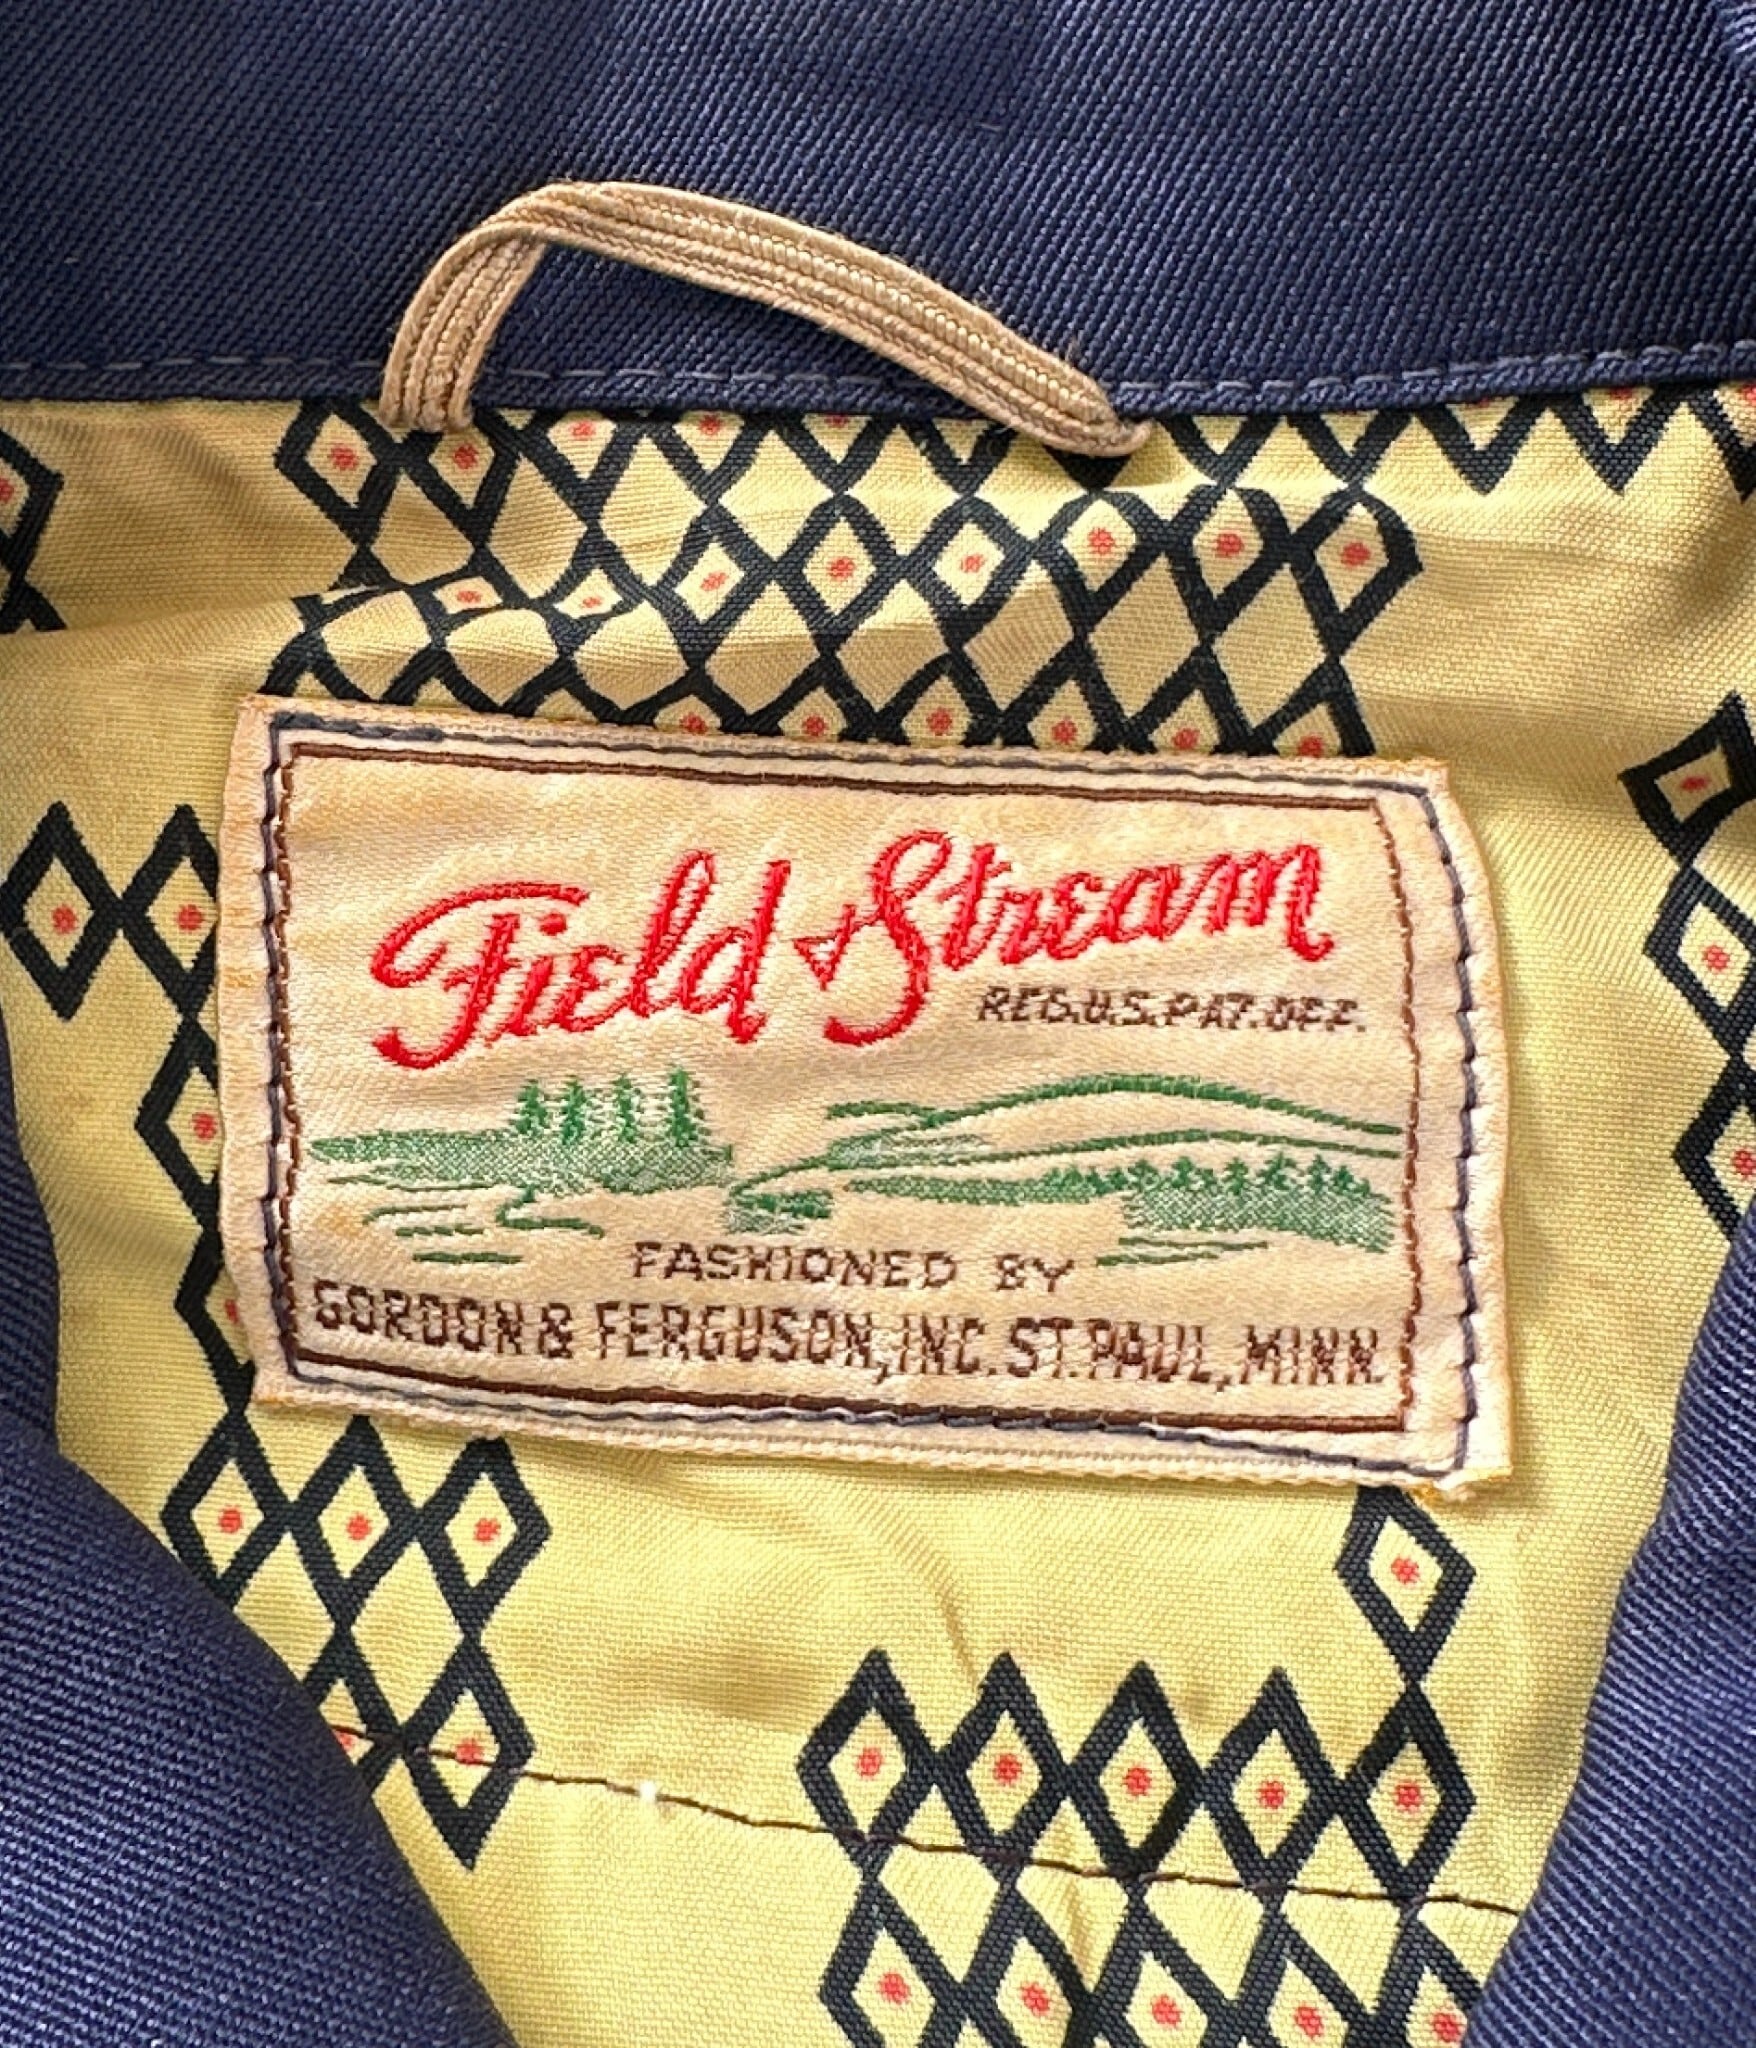 Field & Stream
REG.U.S.PAT.OFF.
FASHIONED BY
GORDON & FERGUSON, INC. ST. PAUL, MINN.